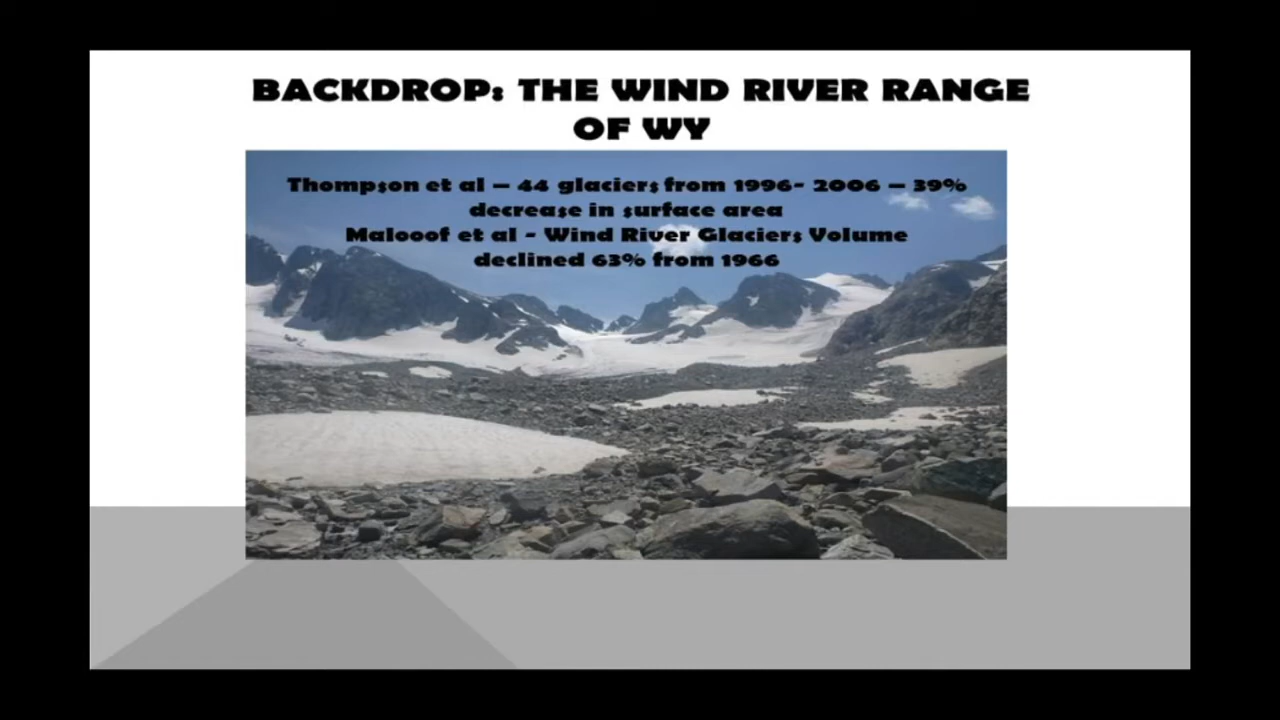 BACKDROP: THE WIND RIVER RANGE
OF WY
Thompson et al – 44 glaciers from 1996- 2006 – 39%
decrease in surface area
Malooof et al - Wind River Glaciers Volume
declined 63% from 1966